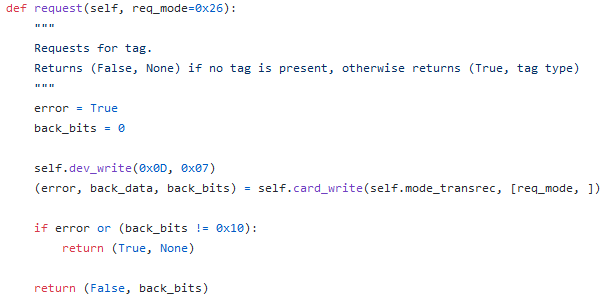 def request(self, req_mode=0x26):
    """
    Requests for tag.
    Returns (False, None) if no tag is present, otherwise returns (True, tag type)
    """
    error = True
    back_bits = 0

    self.dev_write(0x0D, 0x07)
    (error, back_data, back_bits) = self.card_write(self.mode_transrec, [req_mode, ])

    if error or (back_bits != 0x10):
        return (True, None)

    return (False, back_bits)